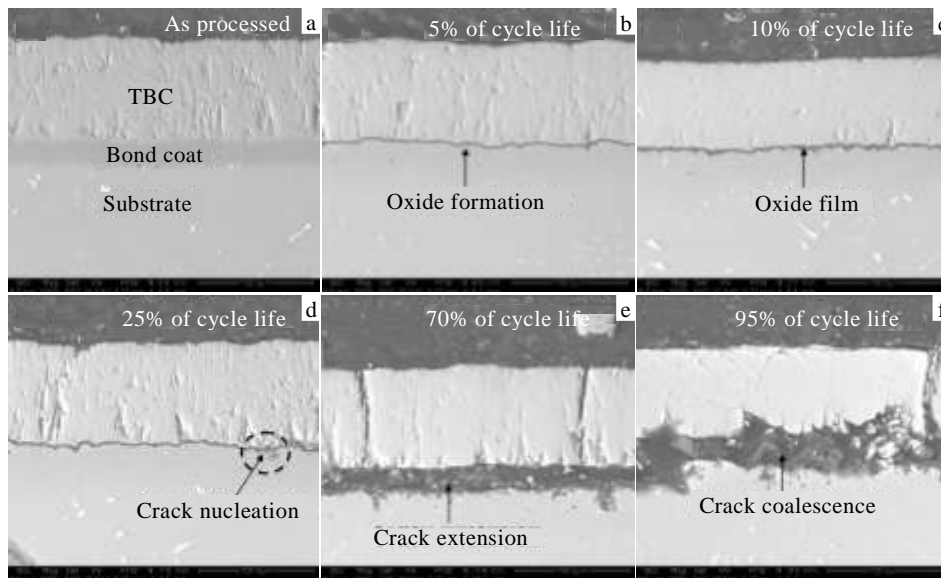 As processed a
TBC
Bond coat
Substrate
5% of cycle life b
Oxide formation
10% of cycle life c
Oxide film
25% of cycle life d
Crack nucleation
70% of cycle life e
Crack extension
95% of cycle life f
Crack coalescence